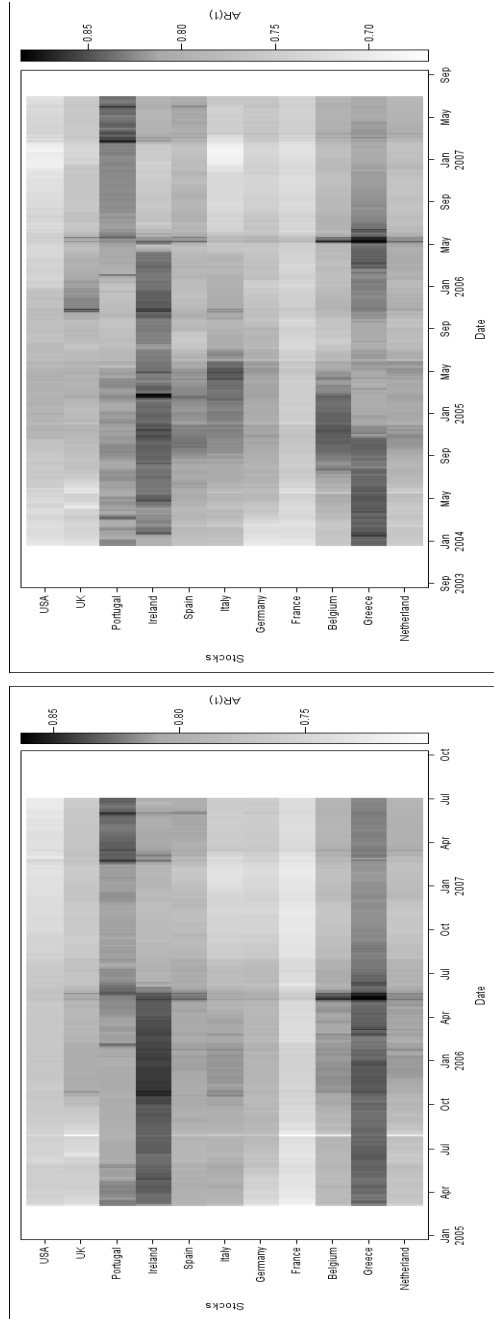 Stocks
USA
UK
Portugal
Ireland
Spain
Italy
Germany
France
Belgium
Greece
Netherland
Jan Apr Jul Oct Jan Apr Jul Oct Jan Apr Jul Oct
2005 2006 2007
Date
AR(1)
0.85 0.80 0.75
Stocks
USA
UK
Portugal
Ireland
Spain
Italy
Germany
France
Belgium
Greece
Netherland
Sep Jan May Sep Jan May Sep Jan May Sep Jan May Sep
2003 2004 2005 2006 2007
Date
AR(1)
0.85 0.80 0.75 0.70